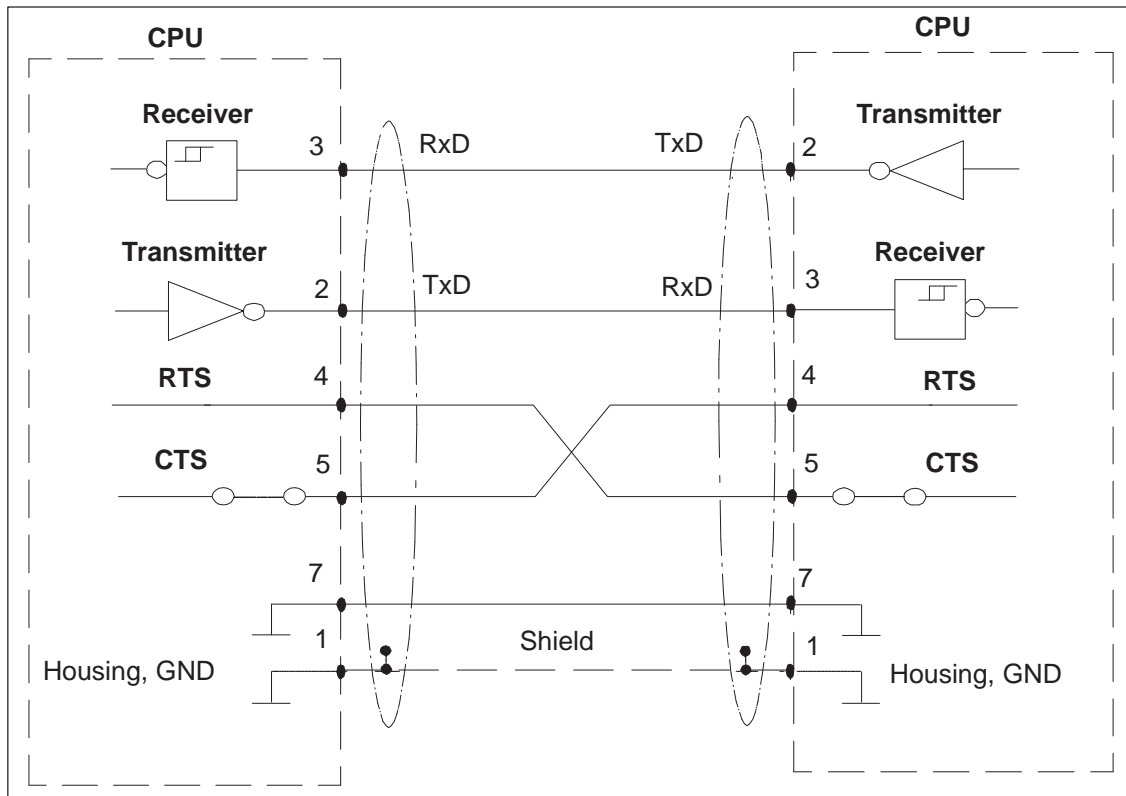 CPU
CPU
Receiver
Transmitter
3 RxD TxD 2
Transmitter
Receiver
2 TxD RxD 3
RTS 4 4 RTS
CTS 5 5 CTS
7 7
1 Shield 1
Housing, GND Housing, GND